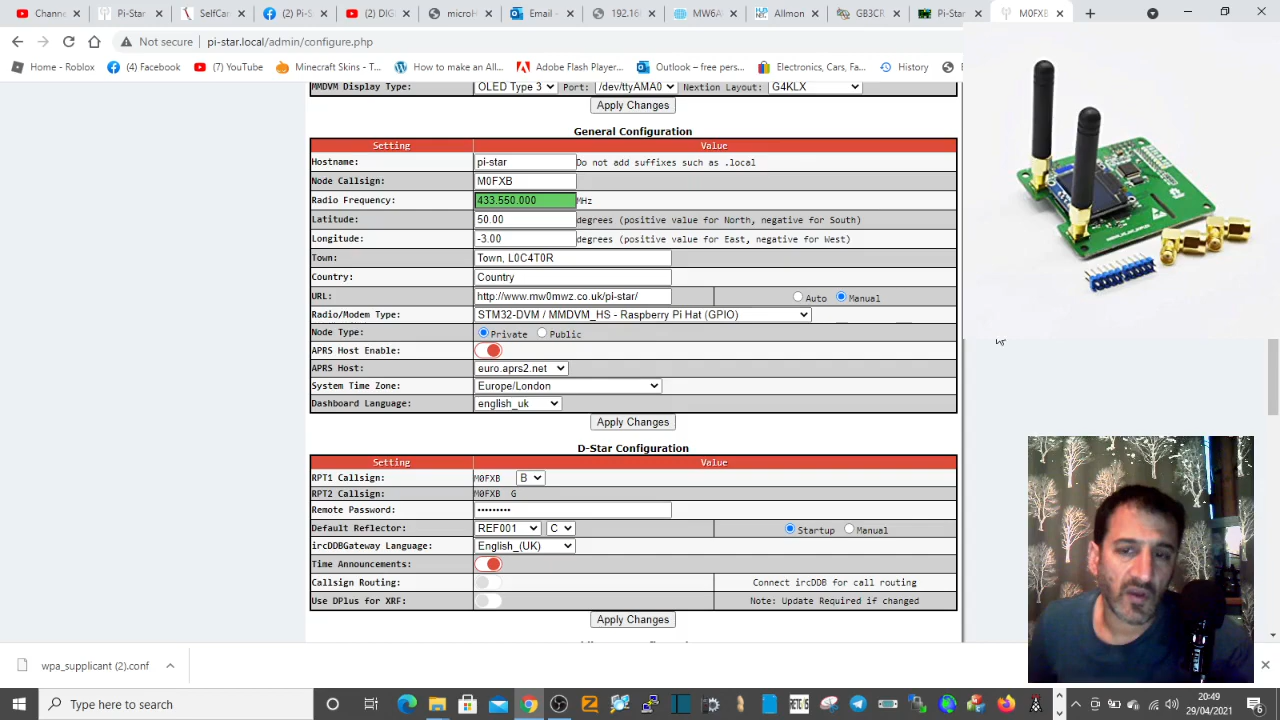 Pi-Star
SelfCar
(2) Pi-S
(2) DIG
microH
Email -
192.16
MW6A
Allmon
GB3CR
Pi-Star
M0FXB
Not secure
pi-star.local/admin/configure.php
Home - Roblox
(4) Facebook
(7) YouTube
Minecraft Skins - T...
How to make an All...
Adobe Flash Player...
Outlook – free pers...
Electronics, Cars, Fa...
History
MMDVM Display Type:
OLED Type 3
Port:
/dev/ttyAMA0
Nextion Layout:
G4KLX
Apply Changes
General Configuration
Setting
Value
Hostname:
pi-star
Do not add suffixes such as .local
Node Callsign:
M0FXB
Radio Frequency:
433.550.000
MHz
Latitude:
50.00
degrees (positive value for North, negative for South)
Longitude:
-3.00
degrees (positive value for East, negative for West)
Town:
Town, L0C4T0R
Country:
Country
URL:
http://www.mw0mwz.co.uk/pi-star/
Auto
Manual
Radio/Modem Type:
STM32-DVM / MMDVM_HS - Raspberry Pi Hat (GPIO)
Node Type:
Private
Public
APRS Host Enable:
APRS Host:
euro.aprs2.net
System Time Zone:
Europe/London
Dashboard Language:
english_uk
Apply Changes
D-Star Configuration
Setting
Value
RPT1 Callsign:
M0FXB
B
RPT2 Callsign:
M0FXB G
Remote Password:
Default Reflector:
REF001
C
Startup
Manual
ircDDBGateway Language:
English_(UK)
Time Announcements:
Callsign Routing:
Connect ircDDB for call routing
Use DPlus for XRF:
Note: Update Required if changed
Apply Changes
wpa_supplicant (2).conf
Type here to search
20:49
29/04/2021
6